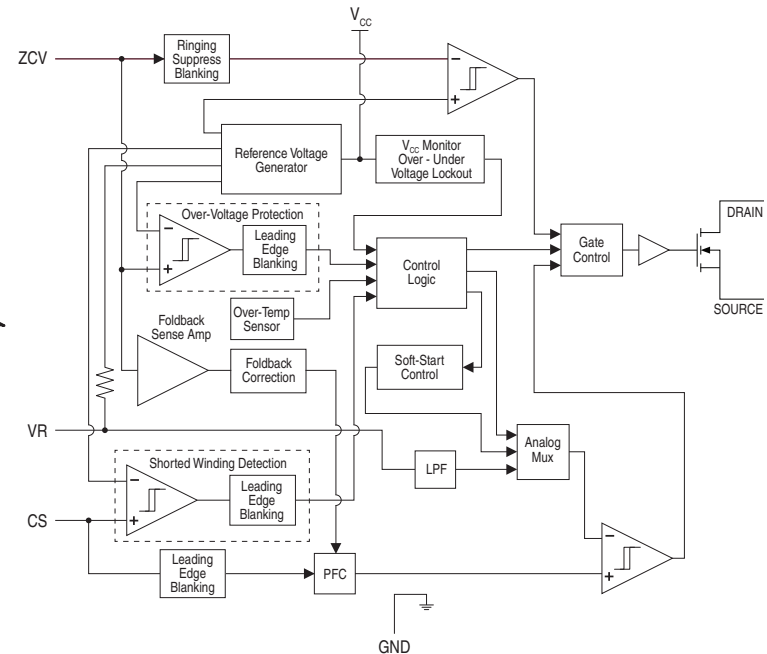 V_CC
ZCV
Ringing
Suppress
Blanking
−
+
Reference Voltage
Generator
V_CC Monitor
Over - Under
Voltage Lockout
Over-Voltage Protection
−
+
Leading
Edge
Blanking
Control
Logic
Gate
Control
DRAIN
SOURCE
Over-Temp
Sensor
Foldback
Sense Amp
Foldback
Correction
Soft-Start
Control
VR
LPF
Analog
Mux
Shorted Winding Detection
−
+
Leading
Edge
Blanking
CS
Leading
Edge
Blanking
PFC
−
+
GND